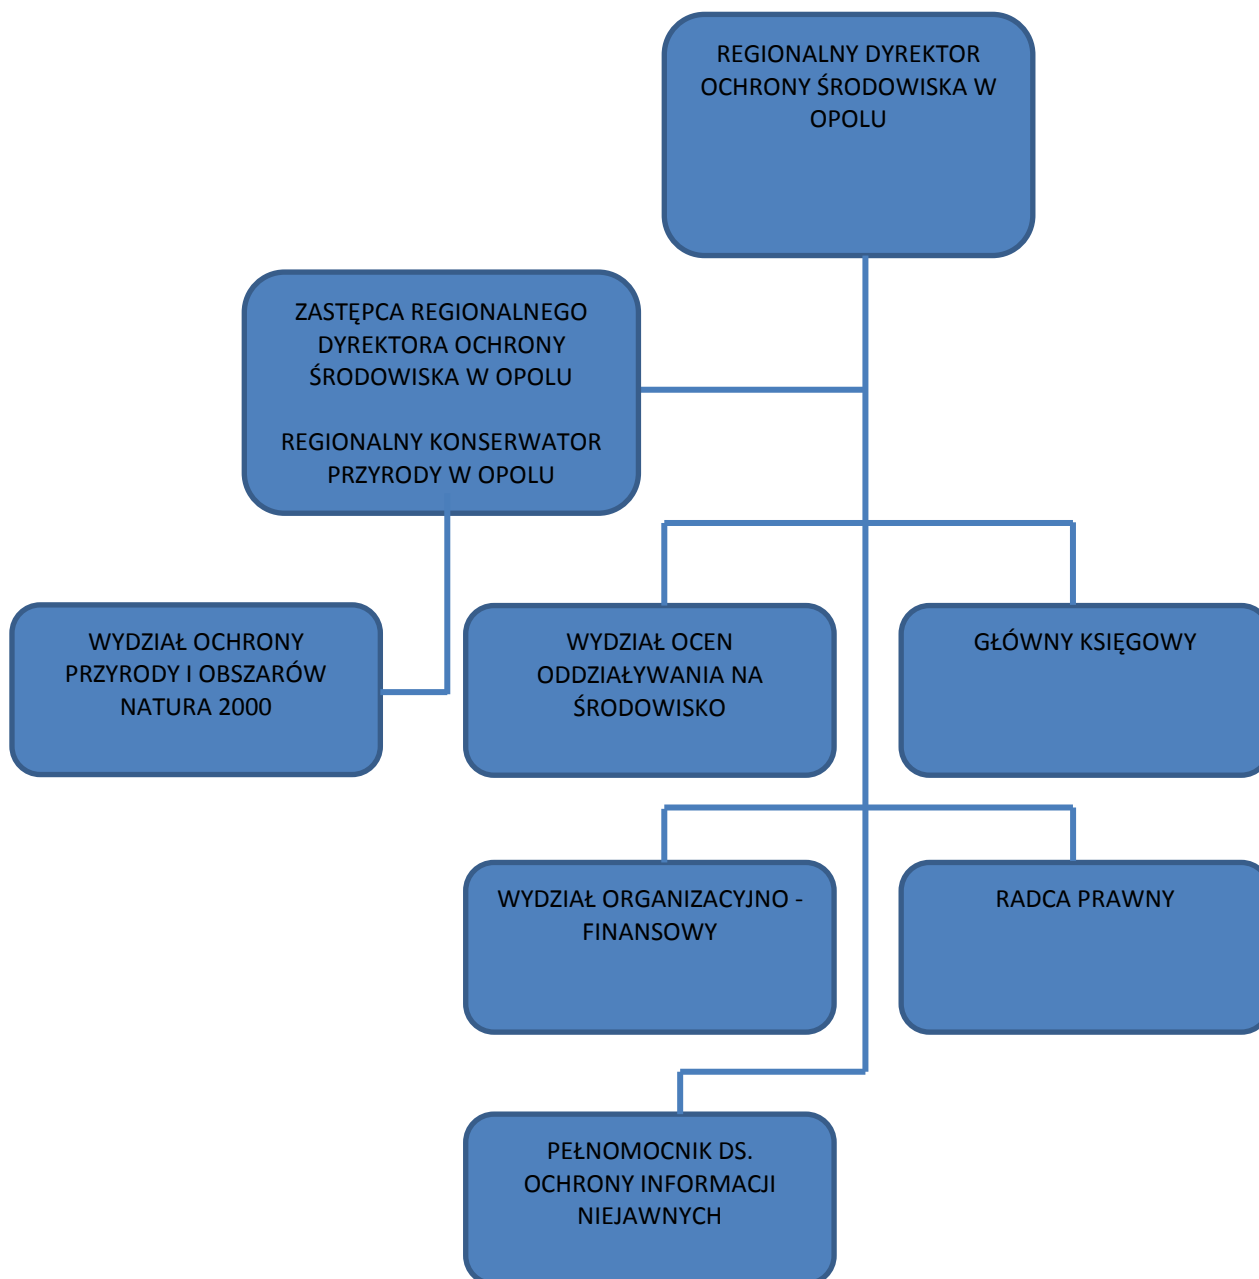 REGIONALNY DYREKTOR
OCHRONY ŚRODOWISKA W
OPOLU
ZASTĘPCA REGIONALNEGO
DYREKTORA OCHRONY
ŚRODOWISKA W OPOLU
REGIONALNY KONSERWATOR
PRZYRODY W OPOLU
WYDZIAŁ OCHRONY
PRZYRODY I OBSZARÓW
NATURA 2000
WYDZIAŁ OCEN
ODDZIAŁYWANIA NA
ŚRODOWISKO
GŁÓWNY KSIĘGOWY
WYDZIAŁ ORGANIZACYJNO -
FINANSOWY
RADCA PRAWNY
PEŁNOMOCNIK DS.
OCHRONY INFORMACJI
NIEJAWNYCH